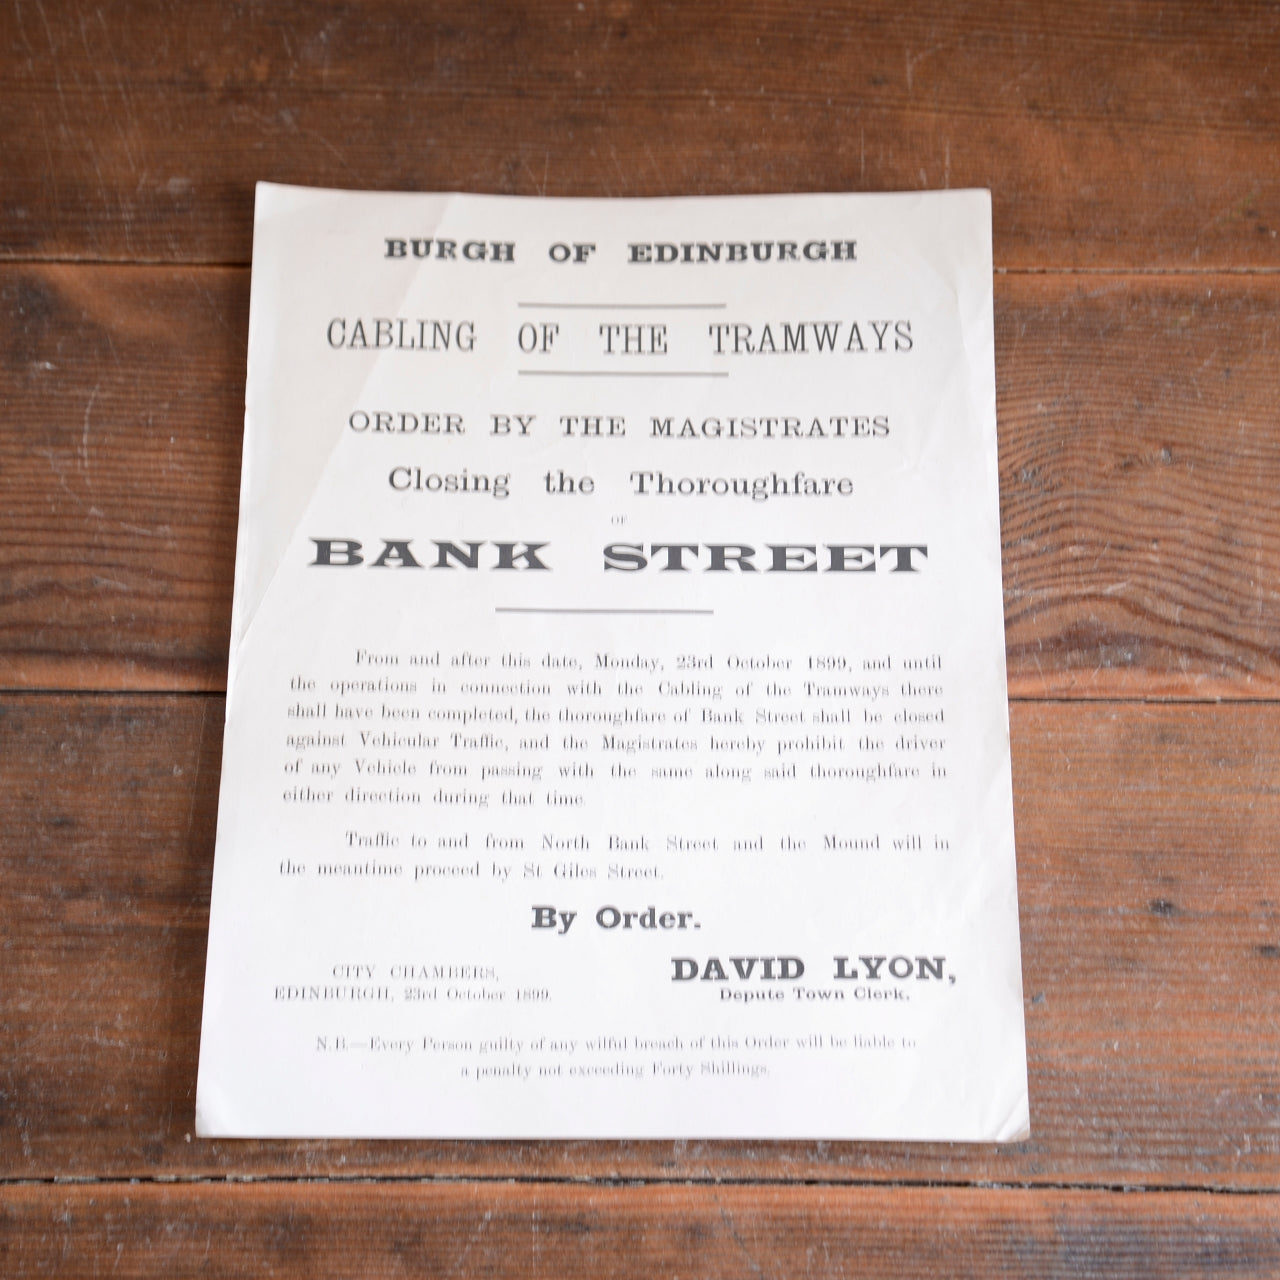 BURGH OF EDINBURGH
CABLING OF THE TRAMWAYS
ORDER BY THE MAGISTRATES
Closing the Thoroughfare
OF
BANK STREET
From and after this date, Monday, 23rd October 1899, and until
the operations in connection with the Cabling of the Tramways there
shall have been completed, the thoroughfare of Bank Street shall be closed
against Vehicular Traffic, and the Magistrates hereby prohibit the driver
of any Vehicle from passing with the same along said thoroughfare in
either direction during that time.
Traffic to and from North Bank Street and the Mound will in
the meantime proceed by St Giles Street.
By Order.
DAVID LYON,
Depute Town Clerk.
CITY CHAMBERS,
EDINBURGH, 23rd October 1899.
N.B.—Every Person guilty of any wilful breach of this Order will be liable to
a penalty not exceeding Forty Shillings.